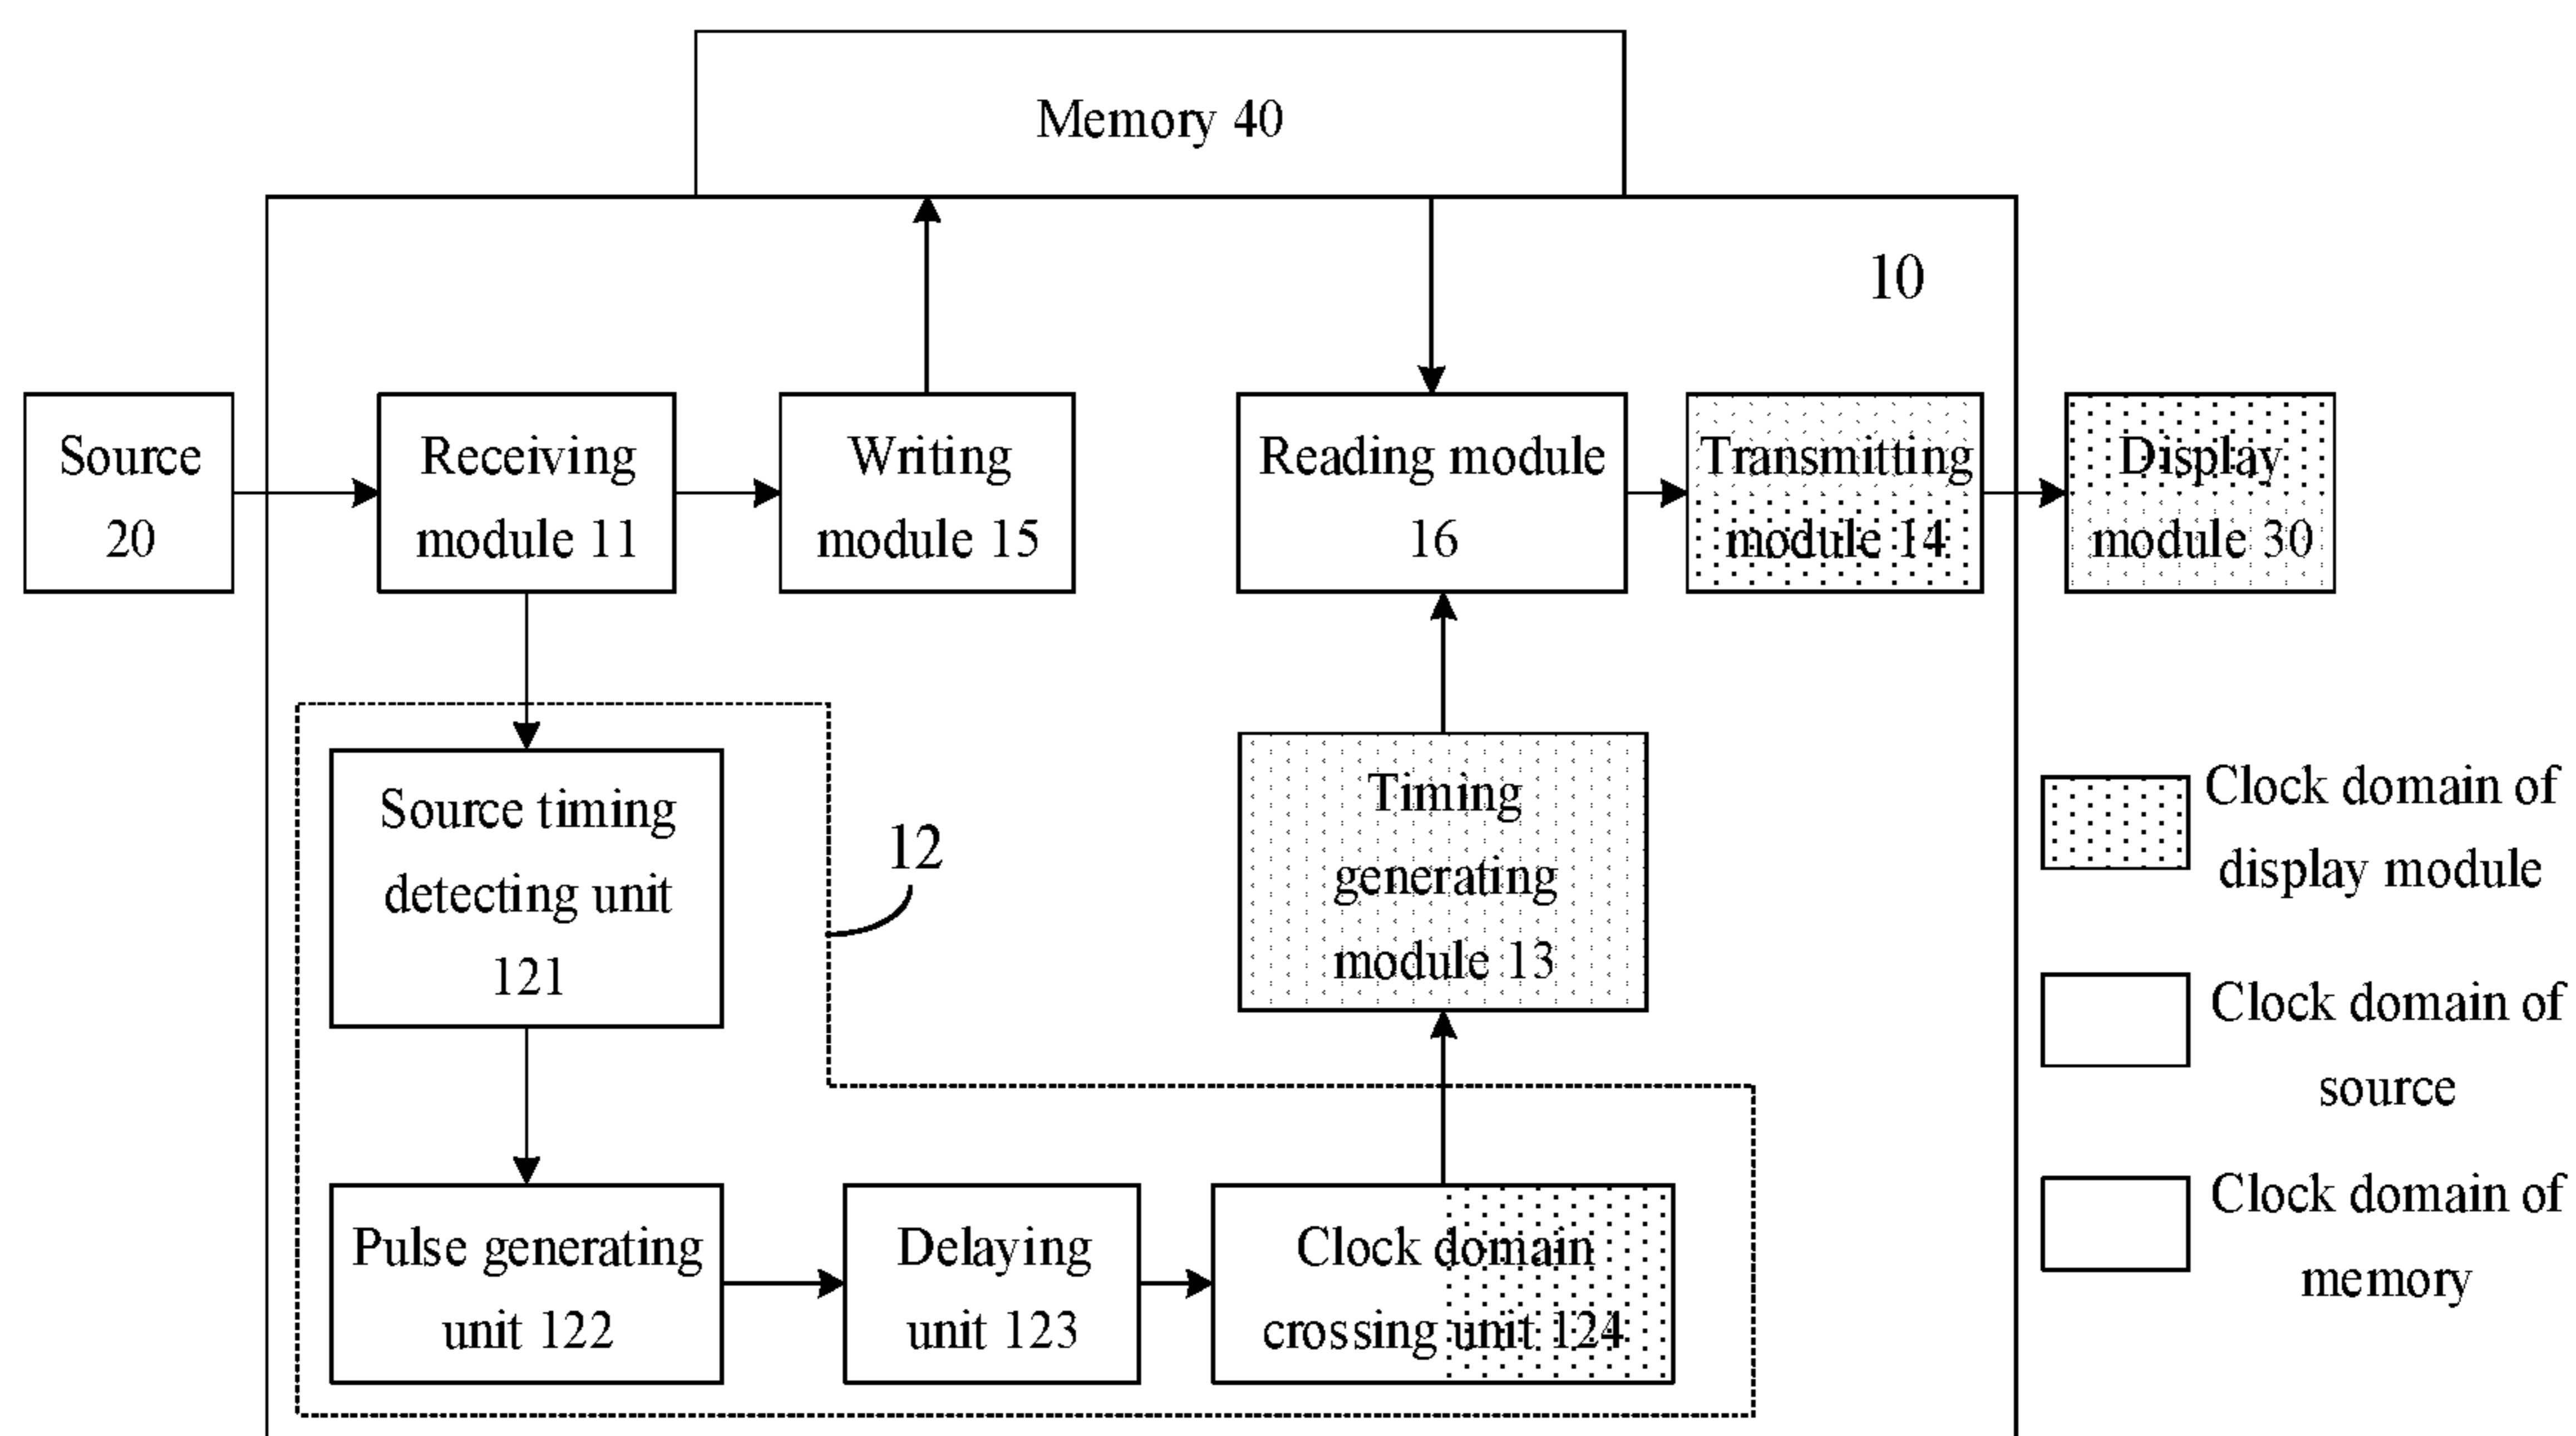 Memory 40
10
Source
20
Receiving
module 11
Writing
module 15
Reading module
16
Transmitting
module 14
Display
module 30
Source timing
detecting unit
121
12
Timing
generating
module 13
Pulse generating
unit 122
Delaying
unit 123
Clock domain
crossing unit 124
Clock domain of
display module
Clock domain of
source
Clock domain of
memory